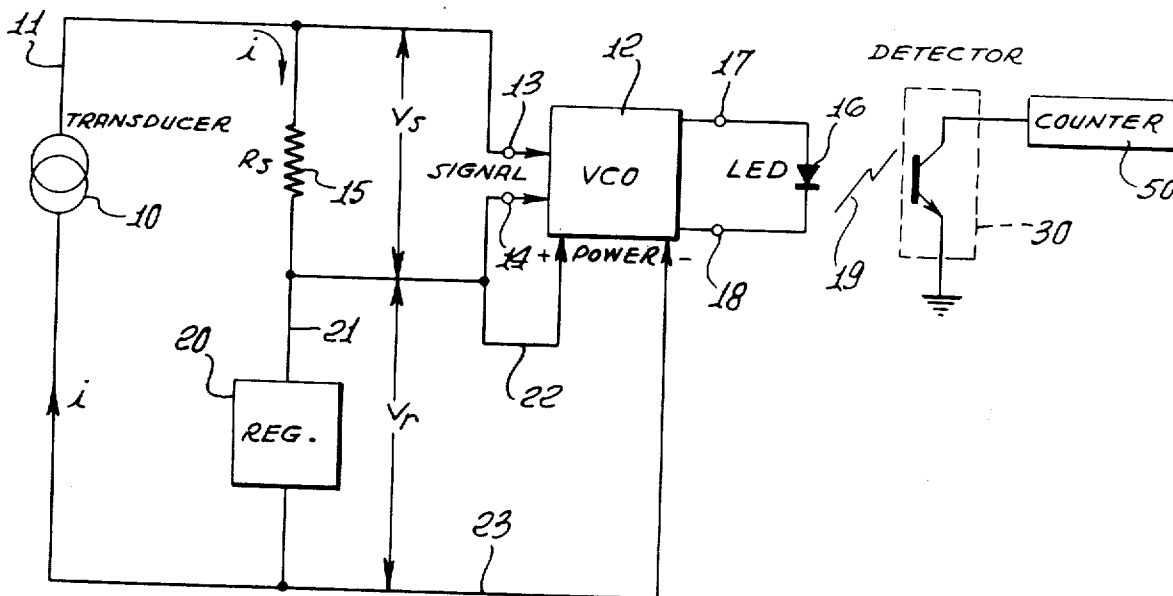 11
i
TRANSDUCER
10
Rs
15
Vs
13
SIGNAL
14
12
VCO
+ POWER -
17
LED
16
18
19
DETECTOR
30
COUNTER
50
20
REG.
21
22
Vr
i
23